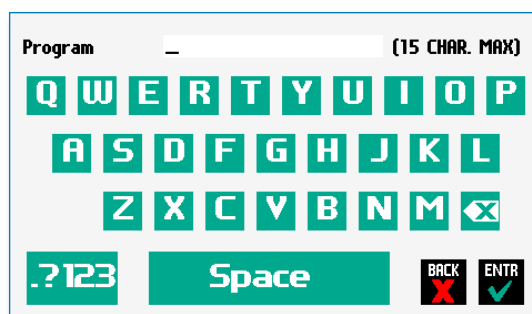 Program _ (15 CHAR. MAX)
Q W E R T Y U I O P
A S D F G H J K L
Z X C V B N M X
.?123 Space BACK X ENTR